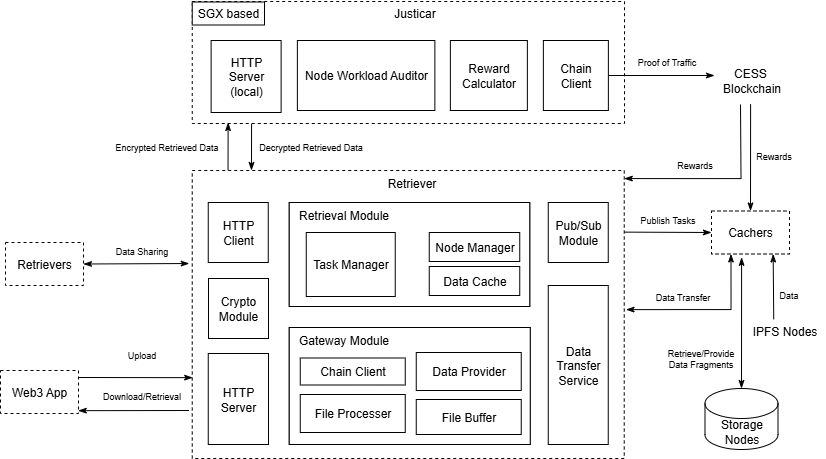 SGX based
Justicar
HTTP
Server
(local)
Node Workload Auditor
Reward
Calculator
Chain
Client
Proof of Traffic
CESS
Blockchain
Encrypted Retrieved Data
Decrypted Retrieved Data
Rewards
Rewards
Retriever
HTTP
Client
Retrieval Module
Task Manager
Node Manager
Data Cache
Pub/Sub
Module
Publish Tasks
Cachers
Retrievers
Data Sharing
Crypto
Module
Data Transfer
Data
IPFS Nodes
Gateway Module
Chain Client
Data Provider
File Processer
File Buffer
Data
Transfer
Service
Retrieve/Provide
Data Fragments
Web3 App
Upload
Download/Retrieval
HTTP
Server
Storage
Nodes